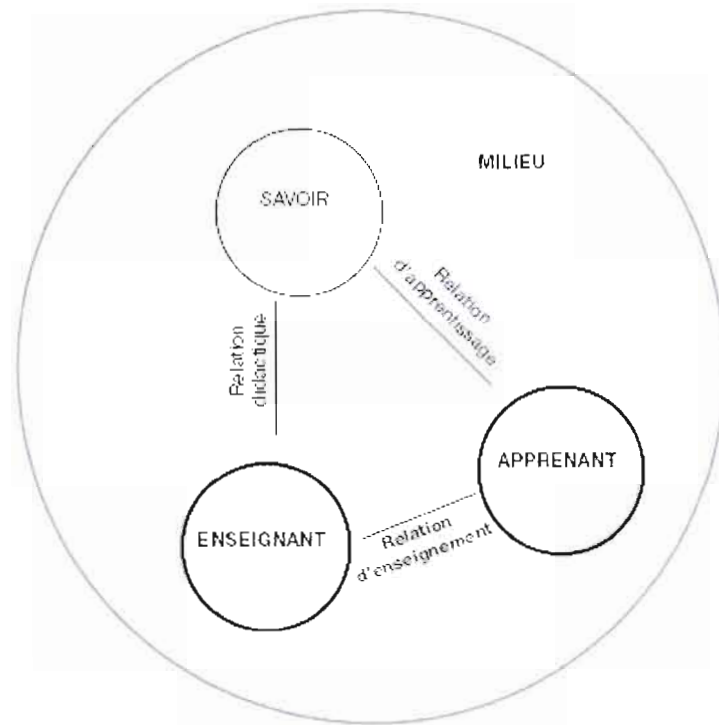 MILIEU
SAVOIR
Relation
d'apprentissage
Relation
didactique
APPRENANT
ENSEIGNANT
Relation
d'enseignement